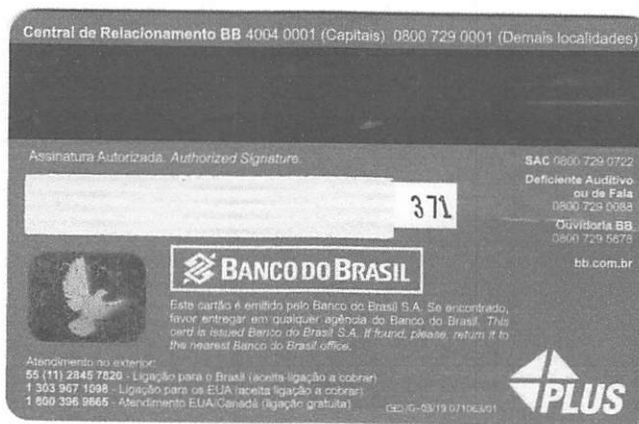 Central de Relacionamento BB 4004 0001 (Capitais) 0800 729 0001 (Demais localidades)
Assinatura Autorizada. Authorized Signature.
371
SAC 0800 729 0722
Deficiente Auditivo
ou de Fala
0800 729 0088
Ouvidoria BB
0800 729 5678
bb.com.br
BANCO DO BRASIL
Este cartão é emitido pelo Banco do Brasil S.A. Se encontrado,
favor entregar em qualquer agência do Banco do Brasil. This
card is issued Banco do Brasil S.A. If found, please, return it to
the nearest Banco do Brasil office.
Atendimento no exterior:
55 (11) 2845 7820 - Ligação para o Brasil (aceita ligação a cobrar)
1 303 967 1098 - Ligação para os EUA (aceita ligação a cobrar)
1 800 396 9665 - Atendimento EUA/Canadá (ligação gratuita)
03/19 071063/01
PLUS